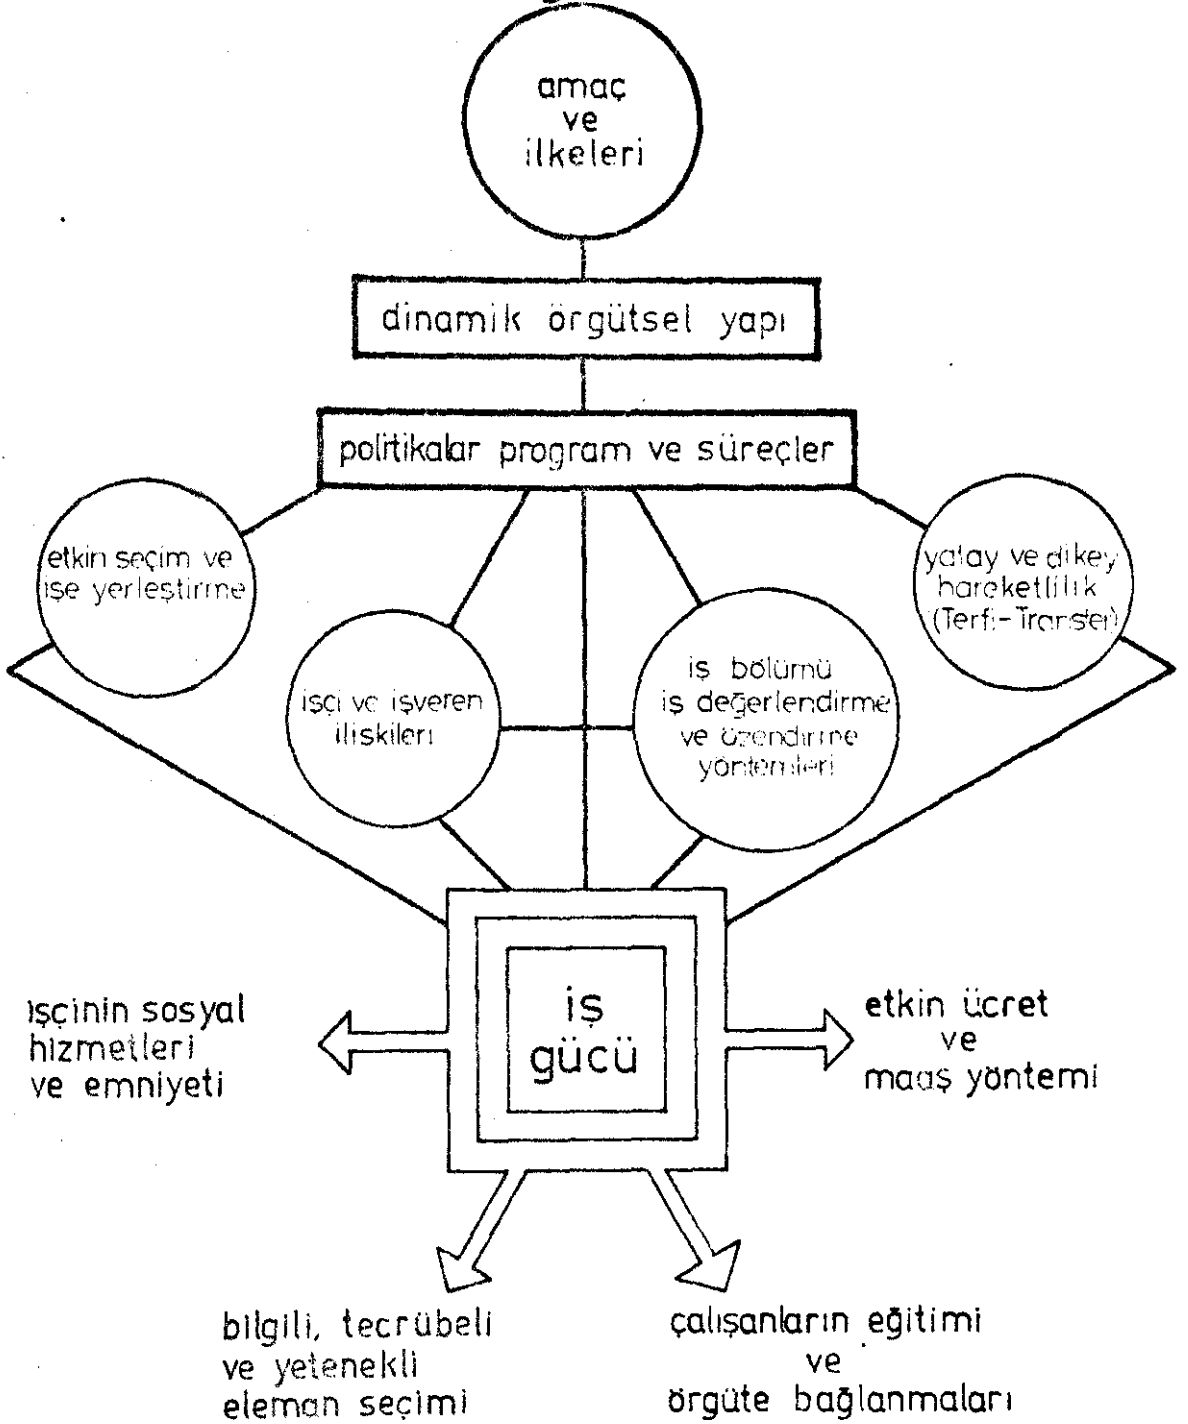 amaç
ve
ilkeleri
dinamik örgütsel yapı
politikalar program ve süreçler
etkin seçim ve
işe yerleştirme
yatay ve dikey
hareketlilik
(Terfi-Transfer)
işçi ve işveren
iliskileri
iş bölümü
iş değerlendirme
ve özendirme
yöntemleri
iş
gücü
işçinin sosyal
hizmetleri
ve emniyeti
etkin ücret
ve
maaş yöntemi
bilgili, tecrübeli
ve yetenekli
eleman seçimi
çalışanların eğitimi
ve
örgüte bağlanmaları